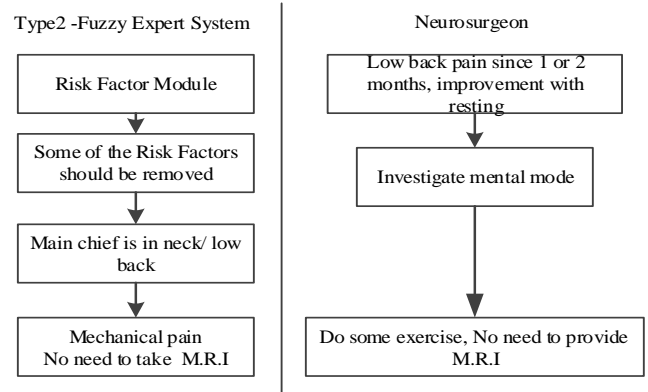 Type2 -Fuzzy Expert System
Risk Factor Module
Some of the Risk Factors
should be removed
Main chief is in neck/ low
back
Mechanical pain
No need to take M.R.I
Neurosurgeon
Low back pain since 1 or 2
months, improvement with
resting
Investigate mental mode
Do some exercise, No need to provide
M.R.I